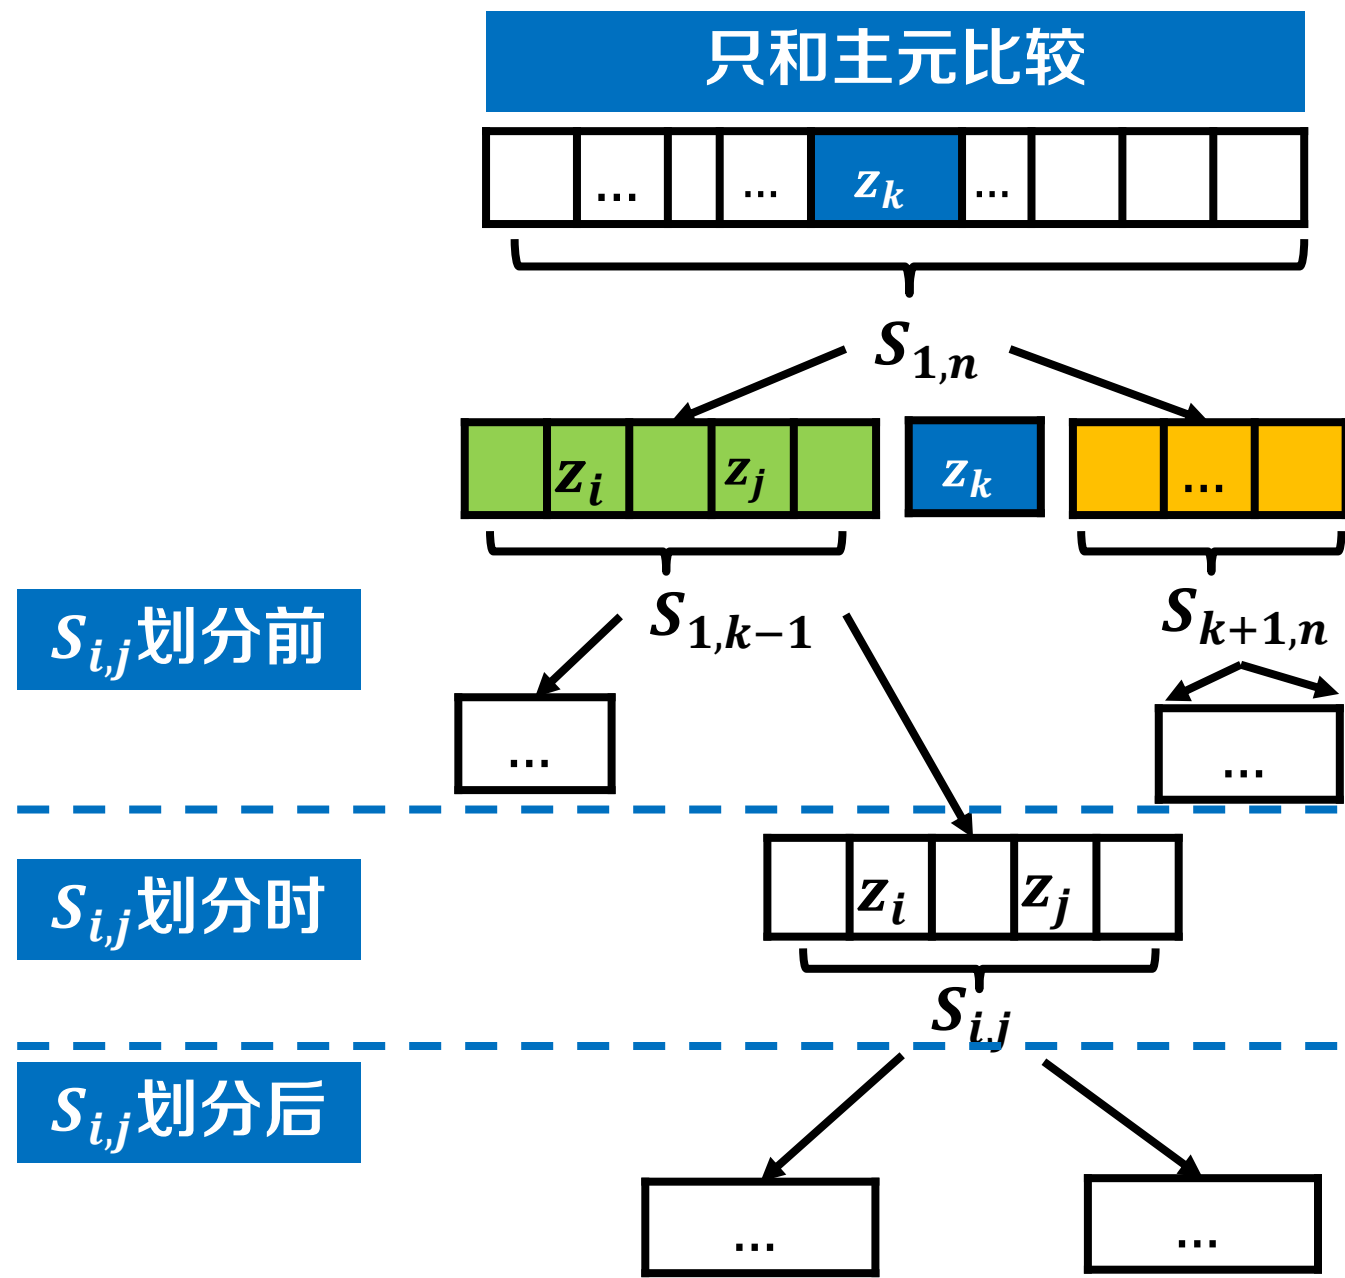 只和主元比较
... ... z_k ...
S_{1,n}
z_i z_j z_k ...
S_{i,j}划分前 S_{1,k-1} S_{k+1,n}
... ...
S_{i,j}划分时 z_i z_j
S_{i,j}
S_{i,j}划分后
... ...